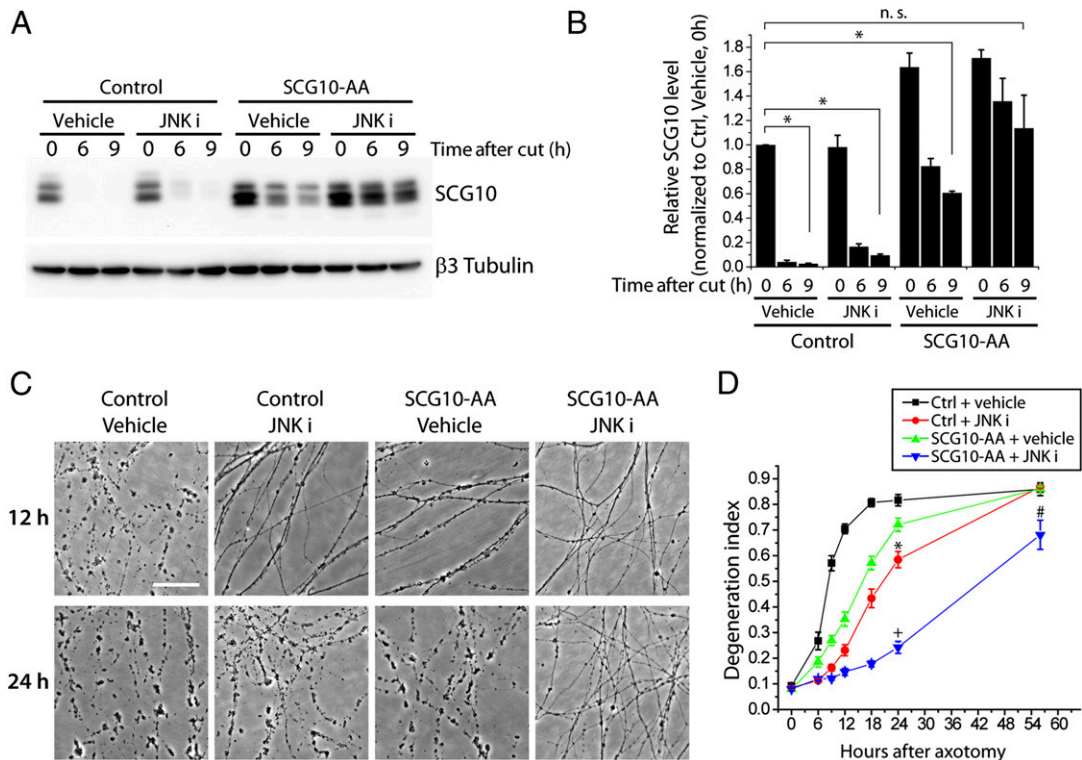 A
Control
SCG10-AA
Vehicle
JNK i
Vehicle
JNK i
0 6 9 0 6 9 0 6 9 0 6 9 Time after cut (h)
SCG10
β3 Tubulin
B
Relative SCG10 level
(normalized to Ctrl, Vehicle, 0h)
1.8
1.6
1.4
1.2
1.0
0.8
0.6
0.4
0.2
0.0
n. s.
*
*
*
Time after cut (h) 0 6 9 0 6 9 0 6 9 0 6 9
Vehicle
JNK i
Vehicle
JNK i
Control
SCG10-AA
C
Control
Vehicle
Control
JNK i
SCG10-AA
Vehicle
SCG10-AA
JNK i
12 h
24 h
D
Ctrl + vehicle
Ctrl + JNK i
SCG10-AA + vehicle
SCG10-AA + JNK i
Degeneration index
0.9
0.8
0.7
0.6
0.5
0.4
0.3
0.2
0.1
0.0
*
+
#
0 6 12 18 24 30 36 42 48 54 60
Hours after axotomy